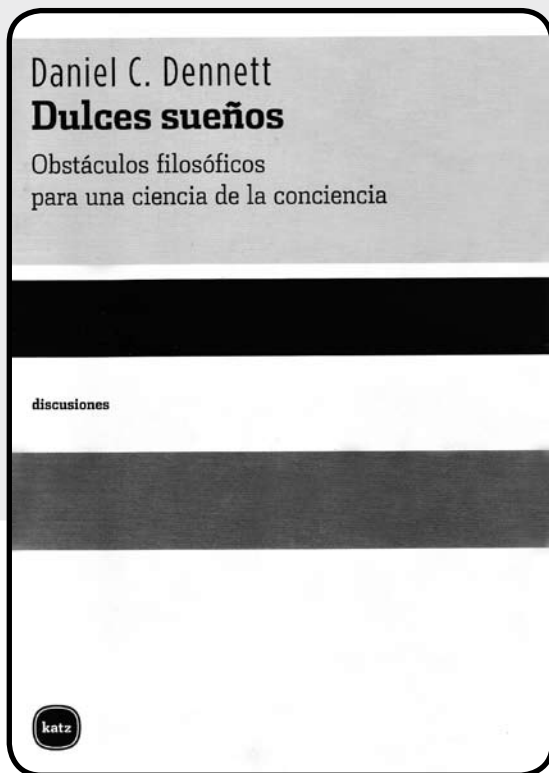 Daniel C. Dennett
Dulces sueños
Obstáculos filosóficos
para una ciencia de la conciencia
discusiones
katz